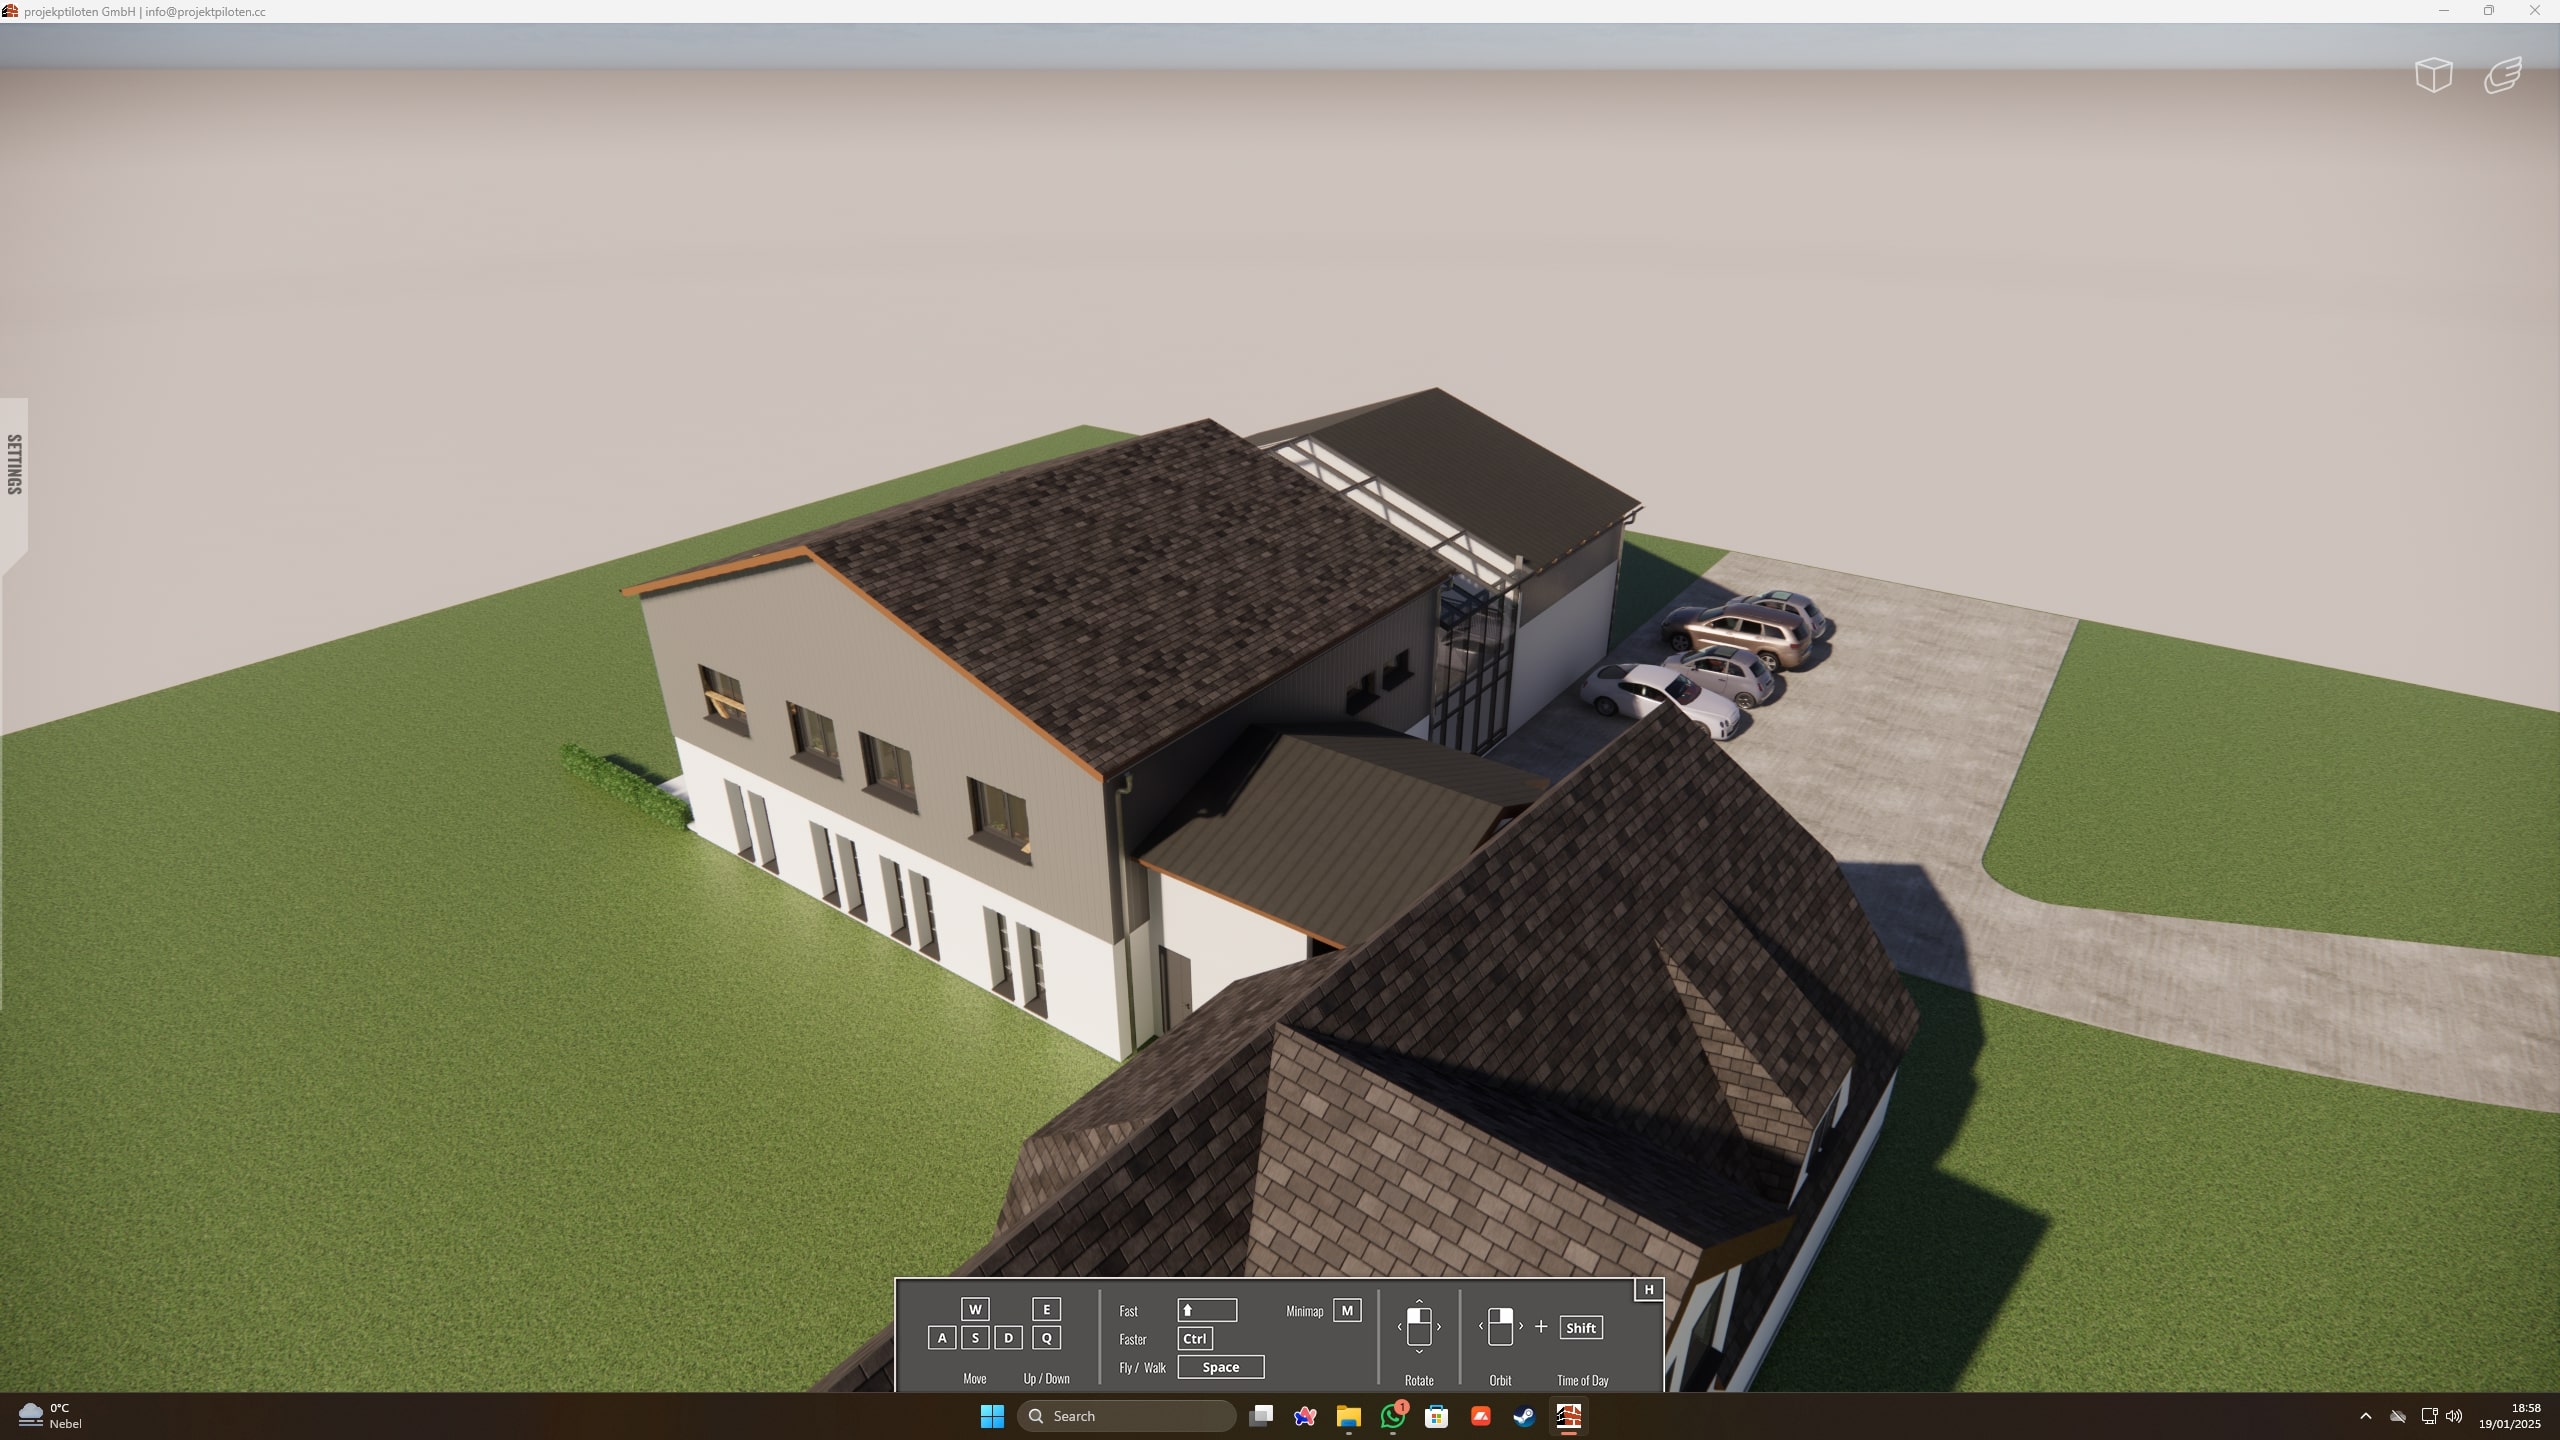 projekptiloten GmbH | info@projektpiloten.cc
SETTINGS
H
W
E
A
S
D
Q
Move
Up / Down
Fast
Faster
Ctrl
Fly / Walk
Space
Minimap
M
Rotate
Orbit
+
Shift
Time of Day
0°C
Nebel
Search
1
18:58
19/01/2025